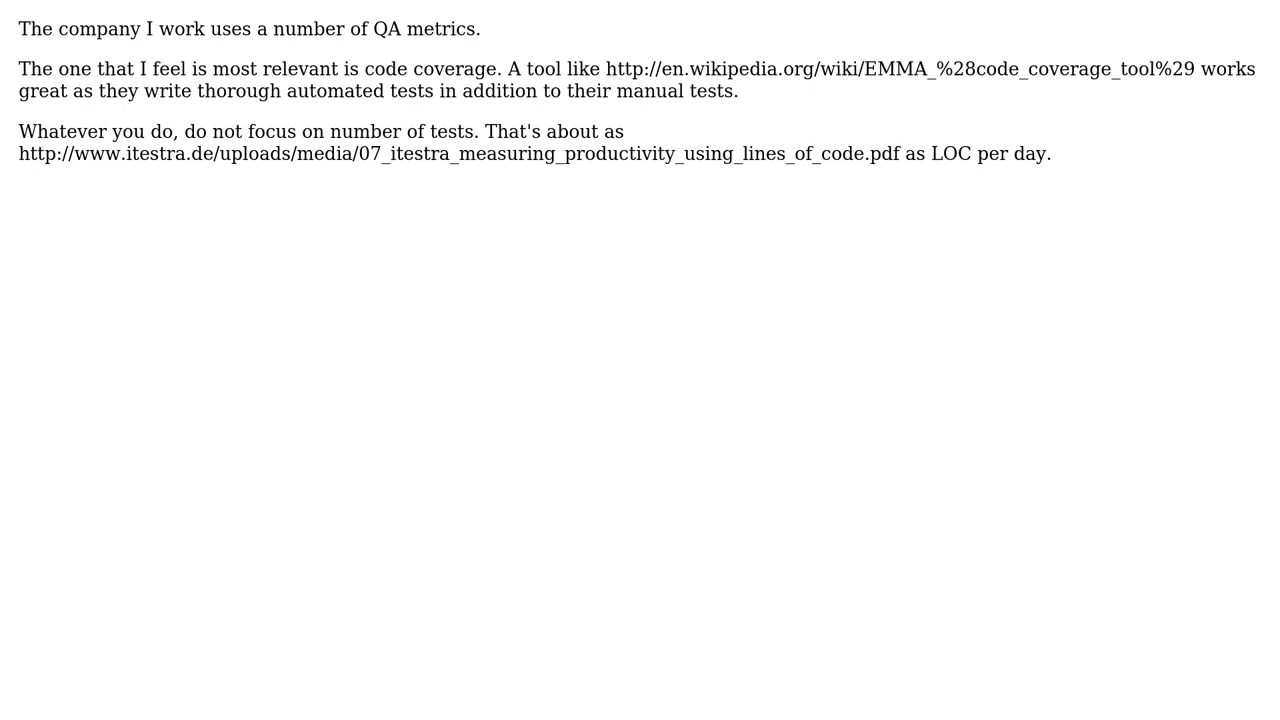 The company I work uses a number of QA metrics.
The one that I feel is most relevant is code coverage. A tool like http://en.wikipedia.org/wiki/EMMA_%28code_coverage_tool%29 works
great as they write thorough automated tests in addition to their manual tests.
Whatever you do, do not focus on number of tests. That's about as
http://www.itestra.de/uploads/media/07_itestra_measuring_productivity_using_lines_of_code.pdf as LOC per day.